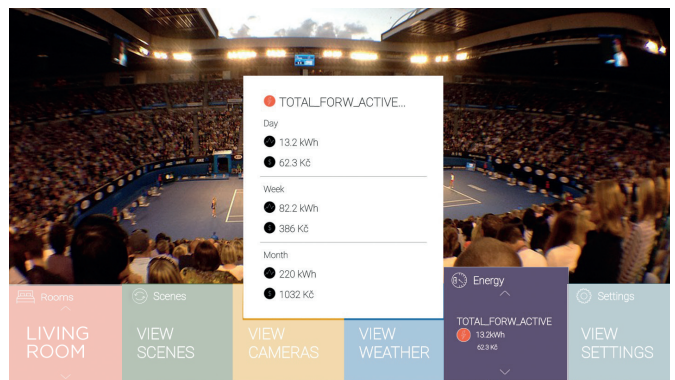 TOTAL_FORW_ACTIVE...
Day
13.2 kWh
62.3 Kč
Week
82.2 kWh
386 Kč
Month
220 kWh
1032 Kč
Rooms
LIVING
ROOM
Scenes
VIEW
SCENES
VIEW
CAMERAS
VIEW
WEATHER
Energy
TOTAL_FORW_ACTIVE
13.2kWh
62.3 Kč
Settings
VIEW
SETTINGS